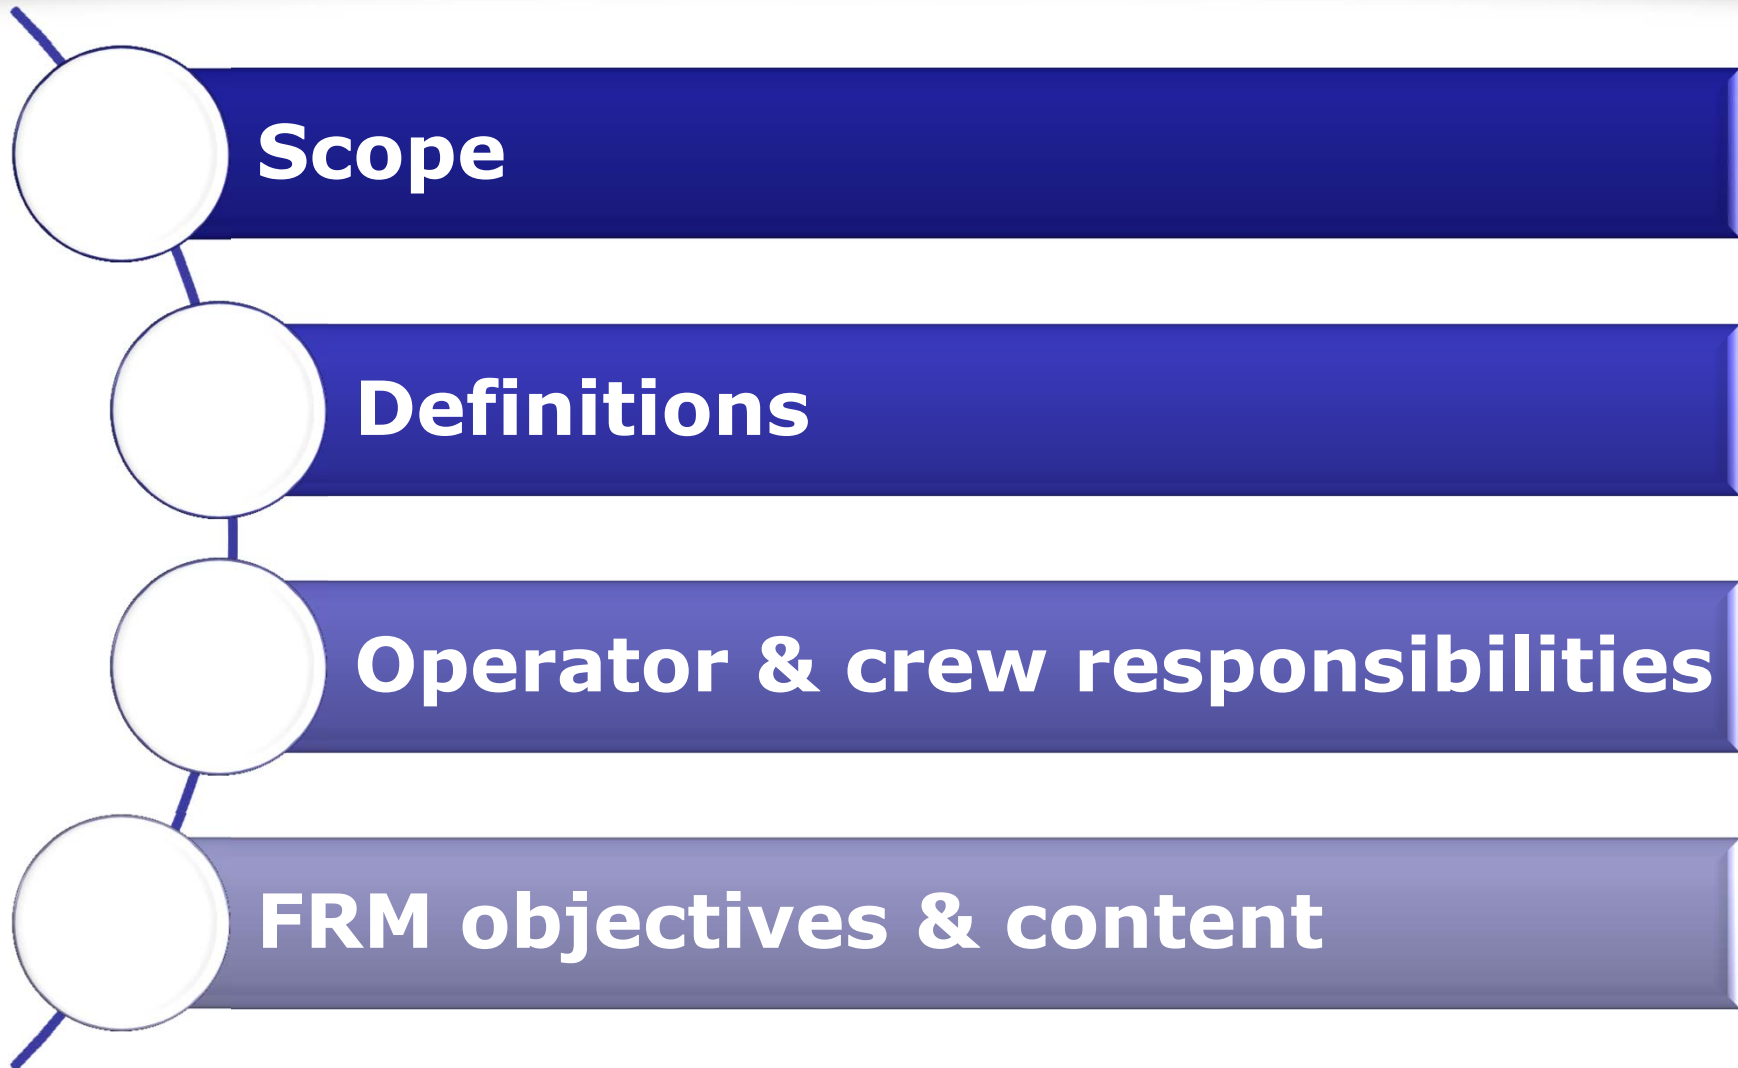 Scope
Definitions
Operator & crew responsibilities
FRM objectives & content